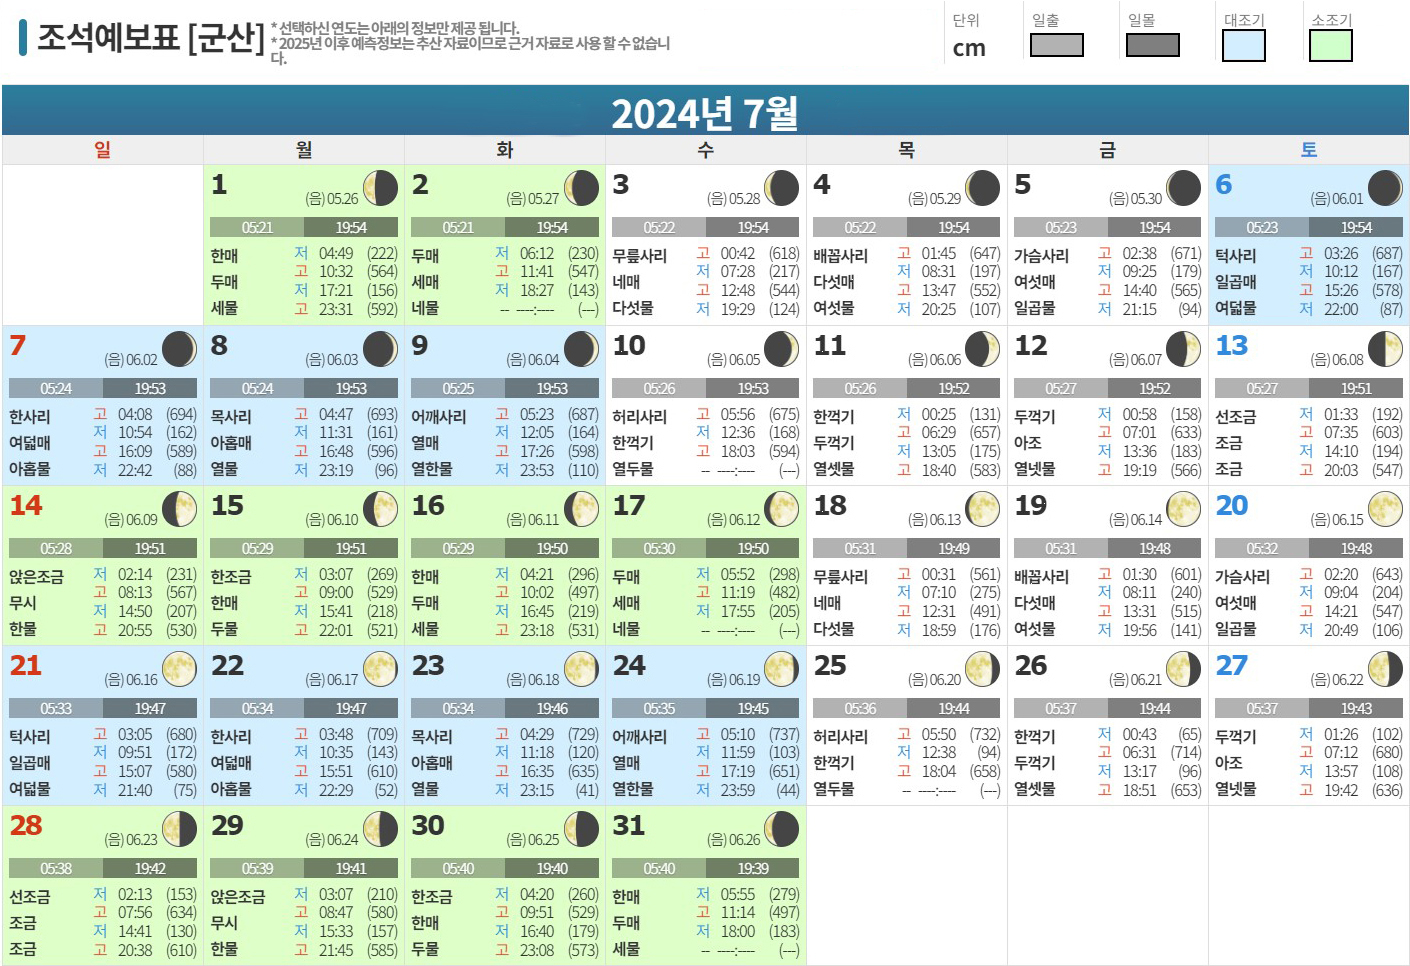 조석예보표 [군산]
* 선택하신 연도는 아래의 정보만 제공 됩니다.
* 2025년 이후 예측정보는 추산 자료이므로 근거 자료로 사용 할 수 없습니
다.
단위 일출 일몰 대조기 소조기
cm
2024년 7월
일 월 화 수 목 금 토
1 (음) 05.26
05:21 19:54
한매 두매 세물
저 04:49 (222)
고 10:32 (564)
저 17:21 (156)
고 23:31 (592)
2 (음) 05.27
05:21 19:54
두매 세매 네물
저 06:12 (230)
고 11:41 (547)
저 18:27 (143)
-- ----:---- (---)
3 (음) 05.28
05:22 19:54
무릎사리 네매 다섯물
고 00:42 (618)
저 07:28 (217)
고 12:48 (544)
저 19:29 (124)
4 (음) 05.29
05:22 19:54
배꼽사리 다섯매 여섯물
고 01:45 (647)
저 08:31 (197)
고 13:47 (552)
저 20:25 (107)
5 (음) 05.30
05:23 19:54
가슴사리 여섯매 일곱물
고 02:38 (671)
저 09:25 (179)
고 14:40 (565)
저 21:15 (94)
6 (음) 06.01
05:23 19:54
턱사리 일곱매 여덟물
고 03:26 (687)
저 10:12 (167)
고 15:26 (578)
저 22:00 (87)
7 (음) 06.02
05:24 19:53
한사리 여덟매 아홉물
고 04:08 (694)
저 10:54 (162)
고 16:09 (589)
저 22:42 (88)
8 (음) 06.03
05:24 19:53
목사리 아홉매 열물
고 04:47 (693)
저 11:31 (161)
고 16:48 (596)
저 23:19 (96)
9 (음) 06.04
05:25 19:53
어깨사리 열매 열한물
고 05:23 (687)
저 12:05 (164)
고 17:26 (598)
저 23:53 (110)
10 (음) 06.05
05:26 19:53
허리사리 한꺽기 열두물
고 05:56 (675)
저 12:36 (168)
고 18:03 (594)
-- ----:---- (---)
11 (음) 06.06
05:26 19:52
한꺽기 두꺽기 열셋물
저 00:25 (131)
고 06:29 (657)
저 13:05 (175)
고 18:40 (583)
12 (음) 06.07
05:27 19:52
두꺽기 아조 열넷물
저 00:58 (158)
고 07:01 (633)
저 13:36 (183)
고 19:19 (566)
13 (음) 06.08
05:27 19:51
선조금 조금 조금
저 01:33 (192)
고 07:35 (603)
저 14:10 (194)
고 20:03 (547)
14 (음) 06.09
05:28 19:51
앉은조금 무시 한물
저 02:14 (231)
고 08:13 (567)
저 14:50 (207)
고 20:55 (530)
15 (음) 06.10
05:29 19:51
한조금 한매 두물
저 03:07 (269)
고 09:00 (529)
저 15:41 (218)
고 22:01 (521)
16 (음) 06.11
05:29 19:50
한매 두매 세물
저 04:21 (296)
고 10:02 (497)
저 16:45 (219)
고 23:18 (531)
17 (음) 06.12
05:30 19:50
두매 세매 네물
저 05:52 (298)
고 11:19 (482)
저 17:55 (205)
-- ----:---- (---)
18 (음) 06.13
05:31 19:49
무릎사리 네매 다섯물
고 00:31 (561)
저 07:10 (275)
고 12:31 (491)
저 18:59 (176)
19 (음) 06.14
05:31 19:48
배꼽사리 다섯매 여섯물
고 01:30 (601)
저 08:11 (240)
고 13:31 (515)
저 19:56 (141)
20 (음) 06.15
05:32 19:48
가슴사리 여섯매 일곱물
고 02:20 (643)
저 09:04 (204)
고 14:21 (547)
저 20:49 (106)
21 (음) 06.16
05:33 19:47
턱사리 일곱매 여덟물
고 03:05 (680)
저 09:51 (172)
고 15:07 (580)
저 21:40 (75)
22 (음) 06.17
05:34 19:47
한사리 여덟매 아홉물
고 03:48 (709)
저 10:35 (143)
고 15:51 (610)
저 22:29 (52)
23 (음) 06.18
05:34 19:46
목사리 아홉매 열물
고 04:29 (729)
저 11:18 (120)
고 16:35 (635)
저 23:15 (41)
24 (음) 06.19
05:35 19:45
어깨사리 열매 열한물
고 05:10 (737)
저 11:59 (103)
고 17:19 (651)
저 23:59 (44)
25 (음) 06.20
05:36 19:44
허리사리 한꺽기 열두물
고 05:50 (732)
저 12:38 (94)
고 18:04 (658)
-- ----:---- (---)
26 (음) 06.21
05:37 19:44
한꺽기 두꺽기 열셋물
저 00:43 (65)
고 06:31 (714)
저 13:17 (96)
고 18:51 (653)
27 (음) 06.22
05:37 19:43
두꺽기 아조 열넷물
저 01:26 (102)
고 07:12 (680)
저 13:57 (108)
고 19:42 (636)
28 (음) 06.23
05:38 19:42
선조금 조금 조금
저 02:13 (153)
고 07:56 (634)
저 14:41 (130)
고 20:38 (610)
29 (음) 06.24
05:39 19:41
앉은조금 무시 한물
저 03:07 (210)
고 08:47 (580)
저 15:33 (157)
고 21:45 (585)
30 (음) 06.25
05:40 19:40
한조금 한매 두물
저 04:20 (260)
고 09:51 (529)
저 16:40 (179)
고 23:08 (573)
31 (음) 06.26
05:40 19:39
한매 두매 세물
저 05:55 (279)
고 11:14 (497)
저 18:00 (183)
-- ----:---- (---)